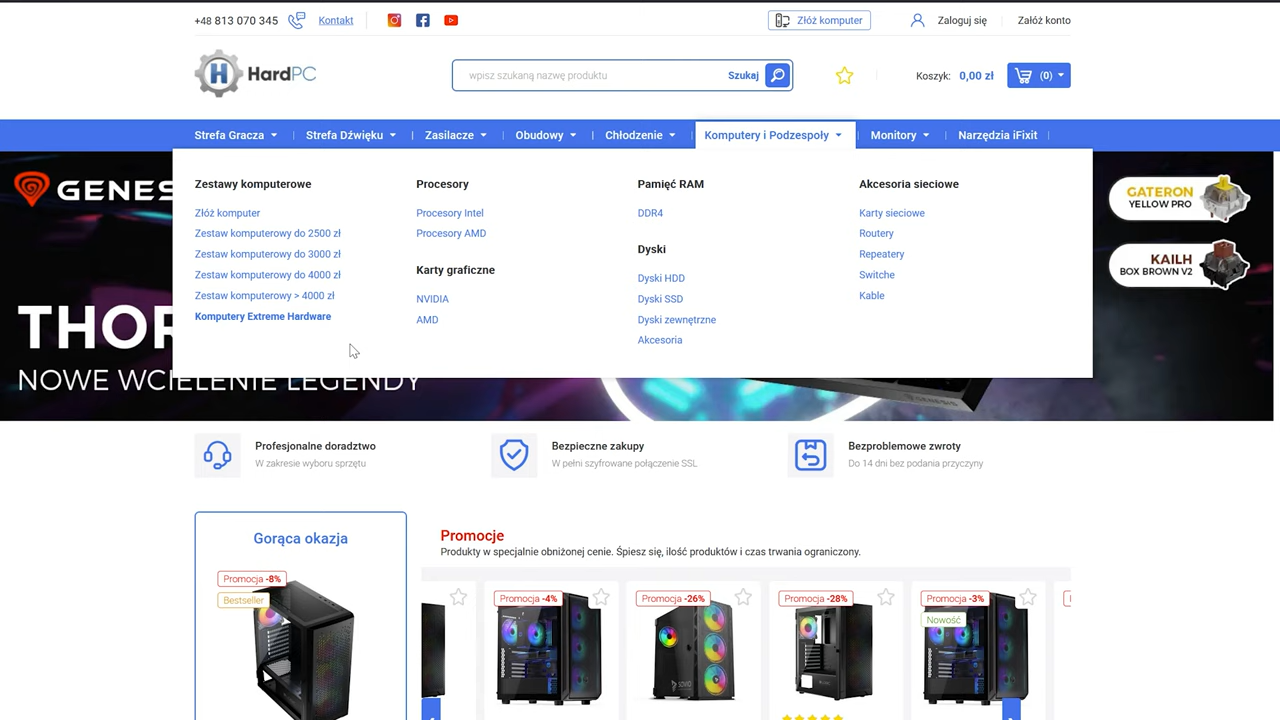 +48 813 070 345 Kontakt Złóż komputer Zaloguj się Załóż konto
H HardPC wpisz szukaną nazwę produktu Szukaj Koszyk: 0,00 zł (0)
Strefa Gracza Strefa Dźwięku Zasilacze Obudowy Chłodzenie Komputery i Podzespoły Monitory Narzędzia iFixit
Zestawy komputerowe
Złóż komputer
Zestaw komputerowy do 2500 zł
Zestaw komputerowy do 3000 zł
Zestaw komputerowy do 4000 zł
Zestaw komputerowy > 4000 zł
Komputery Extreme Hardware
Procesory
Procesory Intel
Procesory AMD
Karty graficzne
NVIDIA
AMD
Pamięć RAM
DDR4
Dyski
Dyski HDD
Dyski SSD
Dyski zewnętrzne
Akcesoria
Akcesoria sieciowe
Karty sieciowe
Routery
Repeatery
Switche
Kable
GENES
THOR
NOWE WCIELENIE LEGENDY
GENESIS
GATERON
YELLOW PRO
KAILH
BOX BROWN V2
Profesjonalne doradztwo
W zakresie wyboru sprzętu
Bezpieczne zakupy
W pełni szyfrowane połączenie SSL
Bezproblemowe zwroty
Do 14 dni bez podania przyczyny
Gorąca okazja
Promocja -8%
Bestseller
Promocje
Produkty w specjalnie obniżonej cenie. Śpiesz się, ilość produktów i czas trwania ograniczony.
Promocja -4%
Promocja -26%
Promocja -28%
Promocja -3%
Nowość